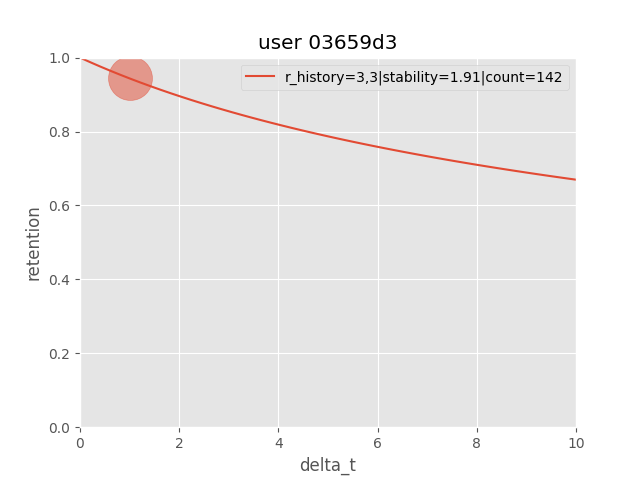 user 03659d3
r_history=3,3|stability=1.91|count=142
retention
1.0
0.8
0.6
0.4
0.2
0.0
0 2 4 6 8 10
delta_t